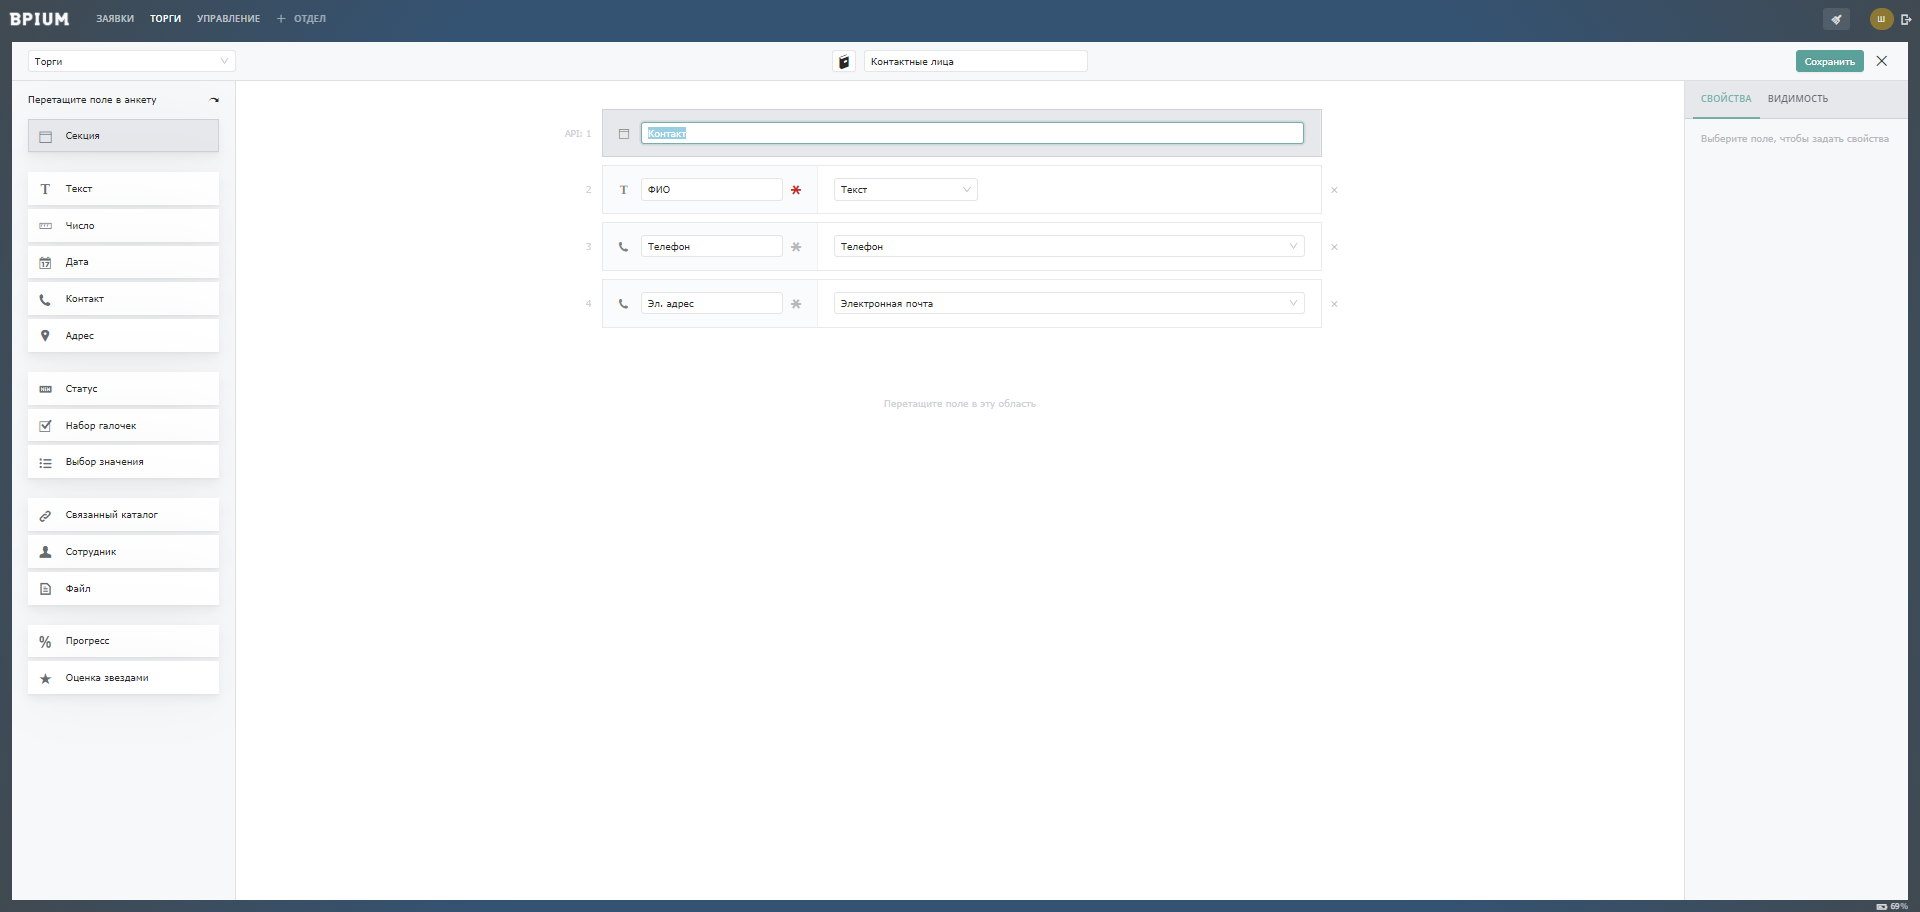 BPIUM ЗАЯВКИ ТОРГИ УПРАВЛЕНИЕ + ОТДЕЛ Ш
Торги Контактные лица Сохранить
Перетащите поле в анкету
СВОЙСТВА ВИДИМОСТЬ
Выберите поле, чтобы задать свойства
Секция
Текст
Число
17 Дата
Контакт
Адрес
Статус
Набор галочек
Выбор значения
Связанный каталог
Сотрудник
Файл
% Прогресс
Оценка звездами
API: 1 Контакт
2 T ФИО Текст
3 Телефон Телефон
4 Эл. адрес Электронная почта
Перетащите поле в эту область
69%